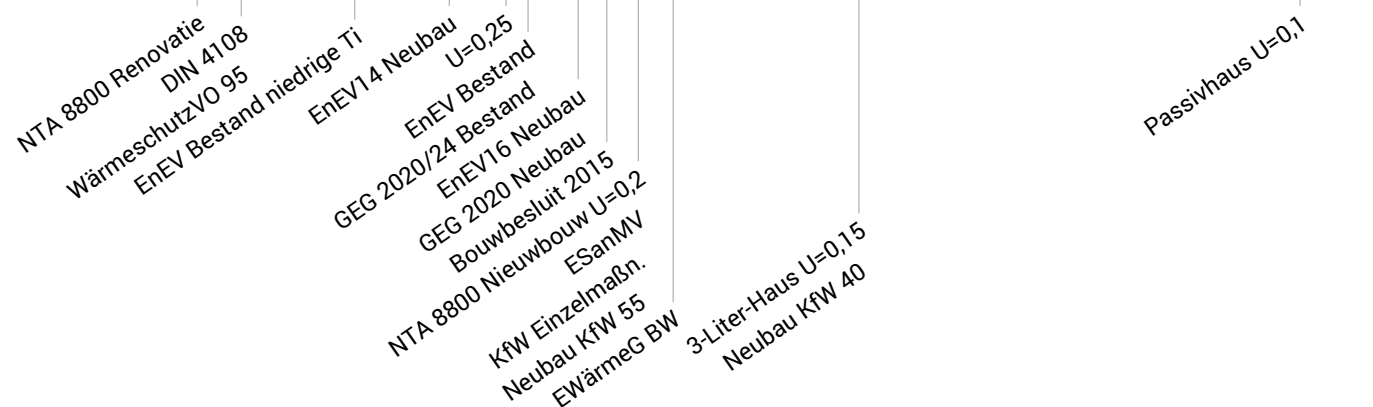 NTA 8800 Renovatie
DIN 4108
WärmeschutzVO 95
EnEV Bestand niedrige Ti
EnEV14 Neubau
U=0,25
EnEV Bestand
GEG 2020/24 Bestand
EnEV16 Neubau
GEG 2020 Neubau
Bouwbesluit 2015
NTA 8800 Nieuwbouw U=0,2
ESanMV
KfW Einzelmaßn.
Neubau KfW 55
EWärmeG BW
3-Liter-Haus U=0,15
Neubau KfW 40
Passivhaus U=0,1